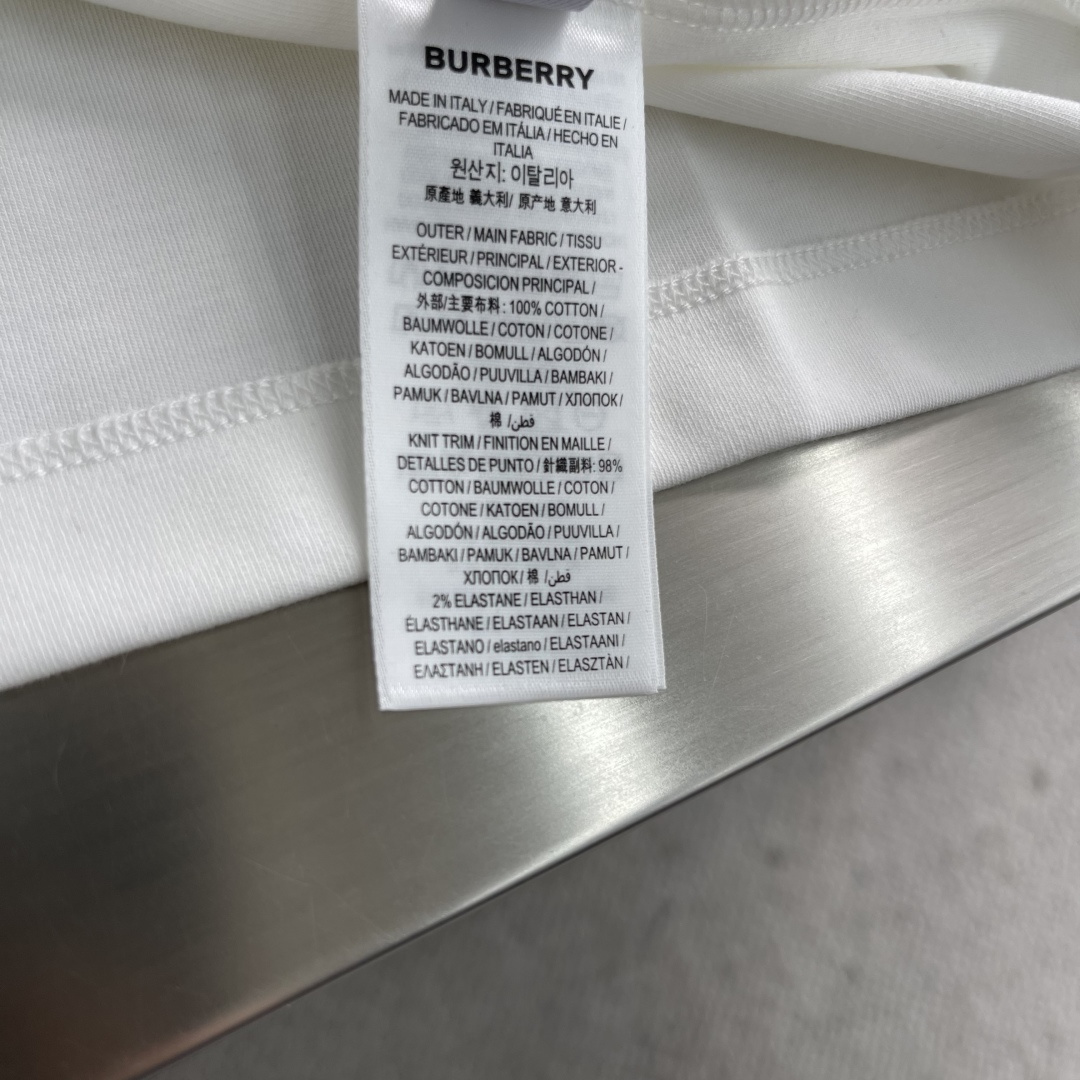 BURBERRY
MADE IN ITALY / FABRIQUÉ EN ITALIE /
FABRICADO EM ITÁLIA / HECHO EN
ITALIA
원산지: 이탈리아
原產地 義大利/ 原产地 意大利
OUTER / MAIN FABRIC / TISSU
EXTÉRIEUR / PRINCIPAL / EXTERIOR -
COMPOSICION PRINCIPAL /
外部/主要布料: 100% COTTON /
BAUMWOLLE / COTON / COTONE /
KATOEN / BOMULL / ALGODÓN /
ALGODÃO / PUUVILLA / BAMBAKI /
PAMUK / BAVLNA / PAMUT / ХЛОПОК /
棉 /قطن
KNIT TRIM / FINITION EN MAILLE /
DETALLES DE PUNTO / 針織副料: 98%
COTTON / BAUMWOLLE / COTON /
COTONE / KATOEN / BOMULL /
ALGODÓN / ALGODÃO / PUUVILLA /
BAMBAKI / PAMUK / BAVLNA / PAMUT /
ХЛОПОК/ 棉 /قطن
2% ELASTANE / ELASTHAN /
ÉLASTHANE / ELASTAAN / ELASTAN /
ELASTANO / elastano / ELASTAANI /
ΕΛΑΣΤΑΝΗ / ELASTEN / ELASZTÀN /